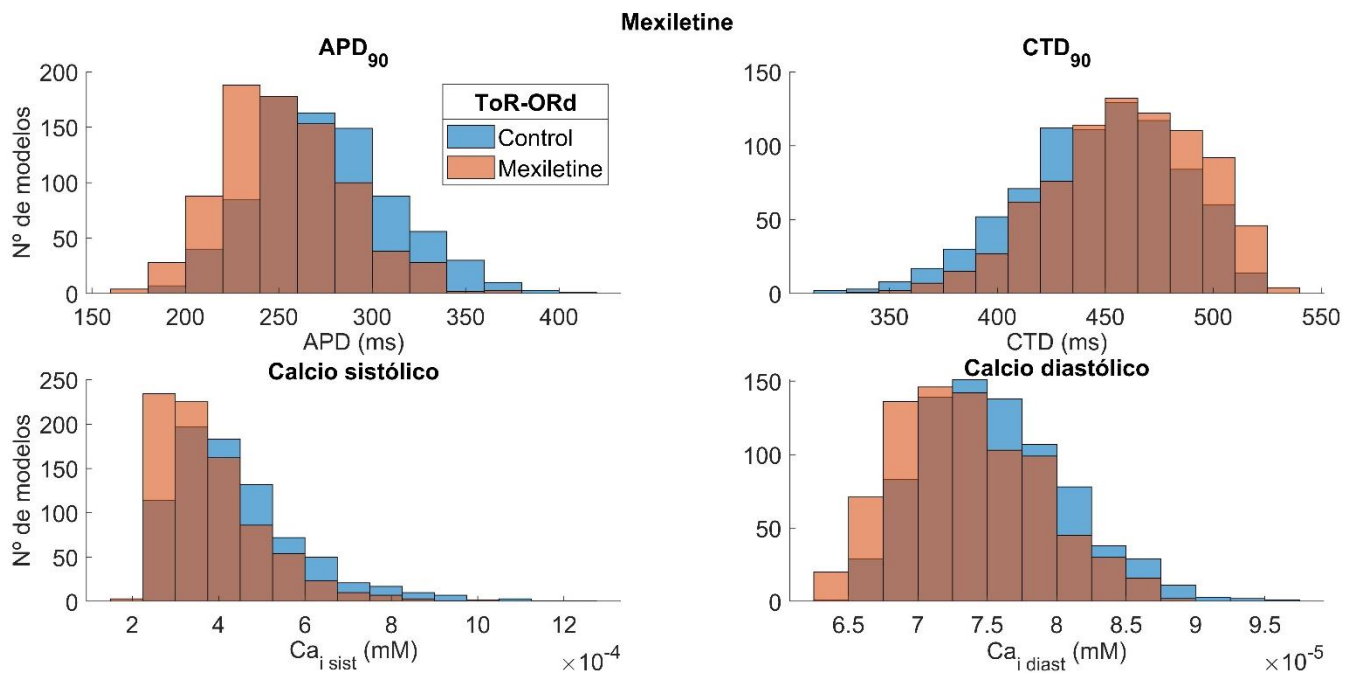 Mexiletine
APD90
200
150
100
50
0
Nº de modelos
150 200 250 300 350 400
APD (ms)
ToR-ORd
Control
Mexiletine
CTD90
150
100
50
0
350 400 450 500 550
CTD (ms)
Calcio sistólico
250
200
150
100
50
0
Nº de modelos
2 4 6 8 10 12
Cai sist (mM)
×10-4
Calcio diastólico
150
100
50
0
6.5 7 7.5 8 8.5 9 9.5
Cai diast (mM)
×10-5